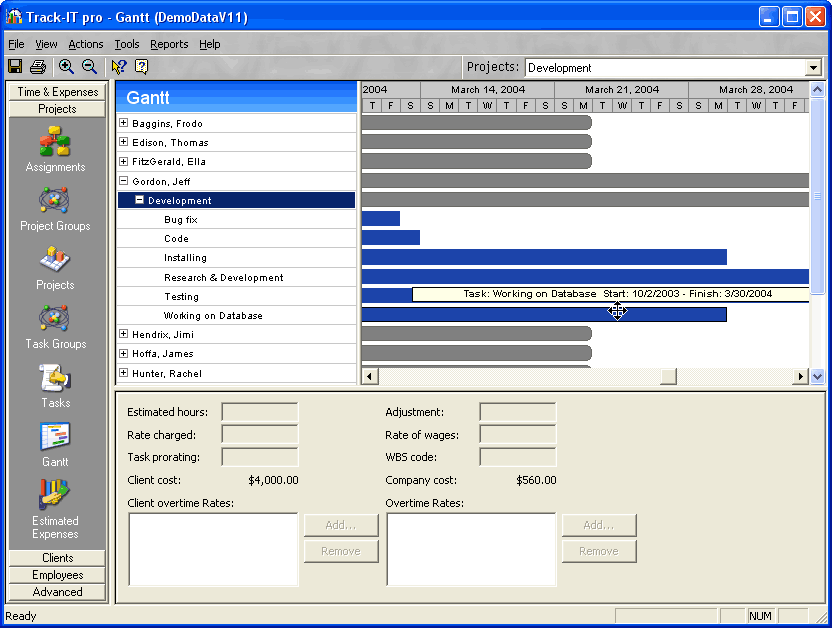 Track-IT pro - Gantt (DemoDataV11)
File View Actions Tools Reports Help
Projects: Development
Time & Expenses
Projects
Assignments
Project Groups
Projects
Task Groups
Tasks
Gantt
Estimated
Expenses
Clients
Employees
Advanced
Gantt
2004 March 14, 2004 March 21, 2004 March 28, 2004
T F S S M T W T F S S M T W T F S S M T W T F
Baggins, Frodo
Edison, Thomas
FitzGerald, Ella
Gordon, Jeff
Development
Bug fix
Code
Installing
Research & Development
Testing
Task: Working on Database Start: 10/2/2003 - Finish: 3/30/2004
Working on Database
Hendrix, Jimi
Hoffa, James
Hunter, Rachel
Estimated hours: Adjustment:
Rate charged: Rate of wages:
Task prorating: WBS code:
Client cost: $4,000.00 Company cost: $560.00
Client overtime Rates: Overtime Rates:
Add... Add...
Remove Remove
Ready NUM